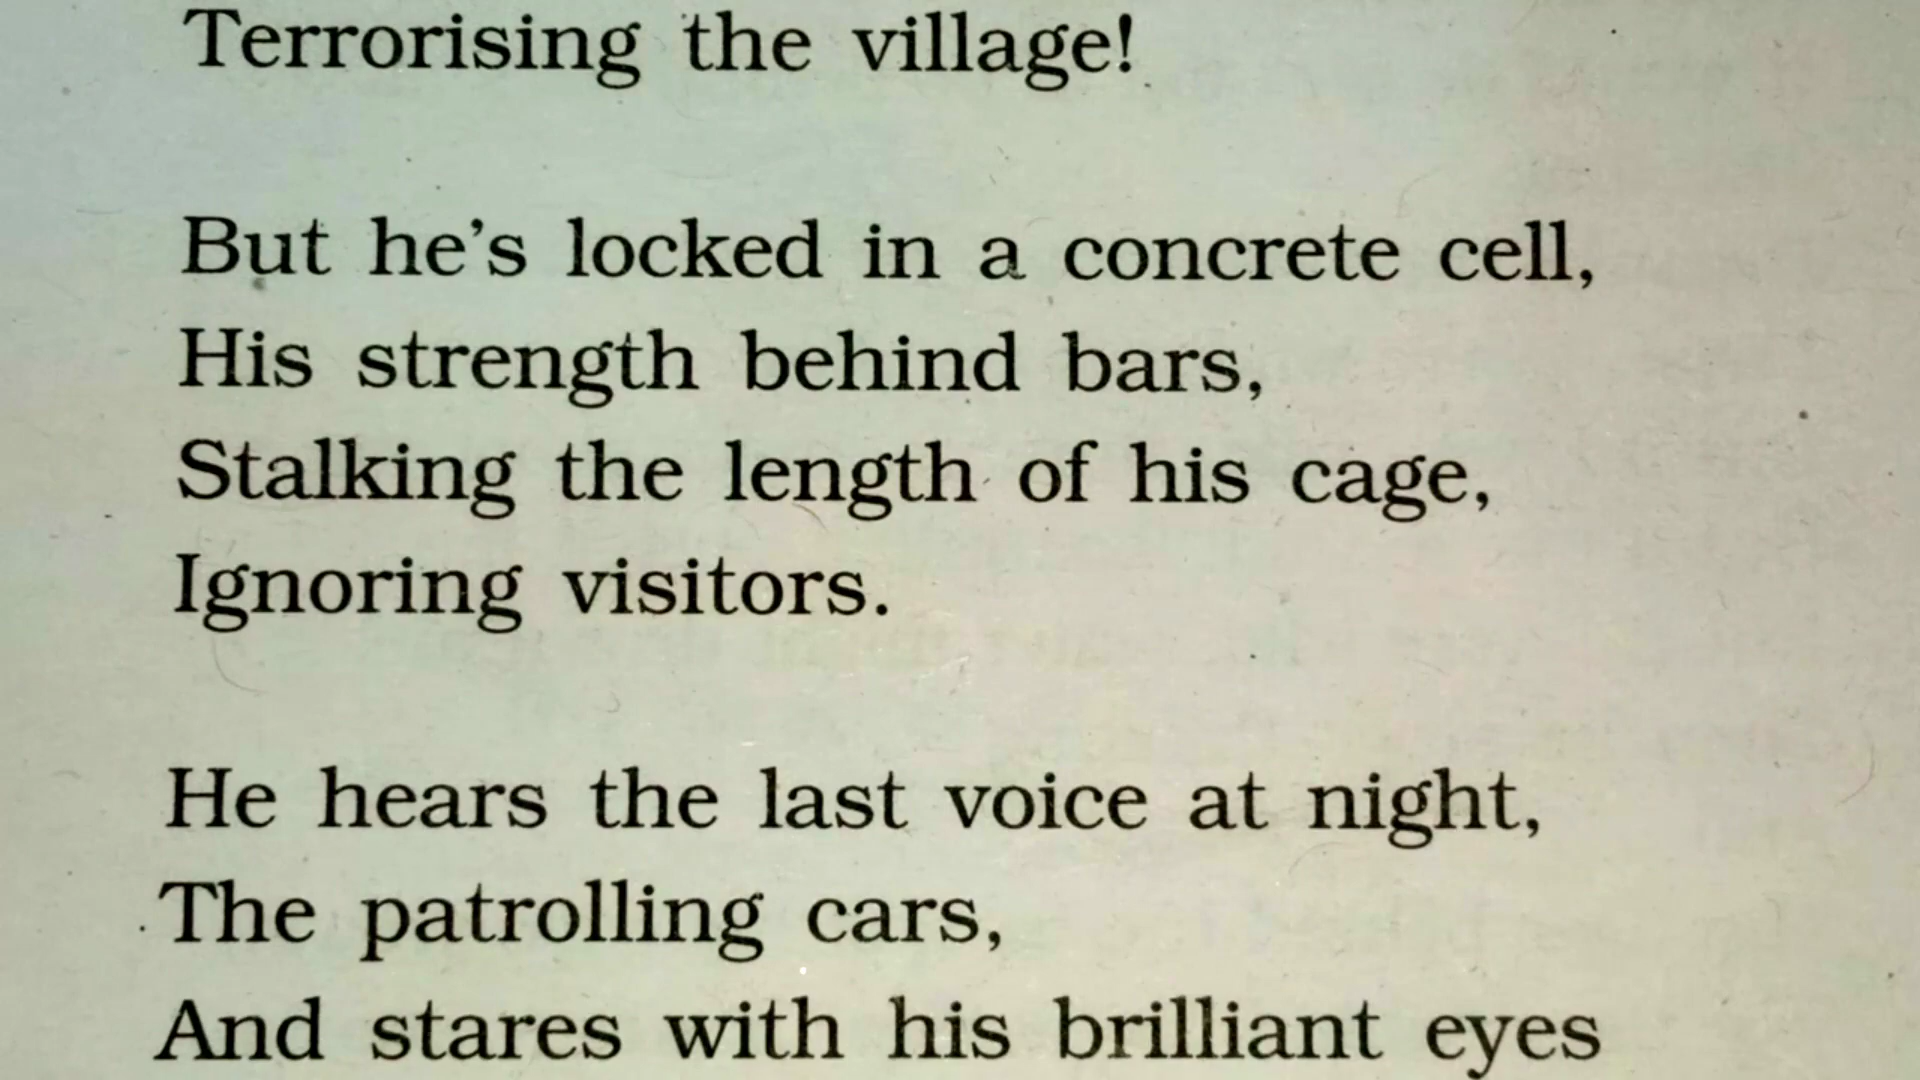 Terrorising the village!
But he's locked in a concrete cell,
His strength behind bars,
Stalking the length of his cage,
Ignoring visitors.
He hears the last voice at night,
The patrolling cars,
And stares with his brilliant eyes